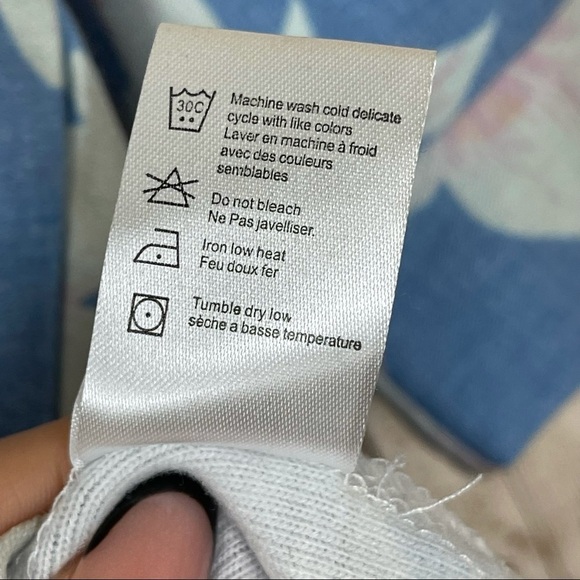 30C
Machine wash cold delicate
cycle with like colors
Laver en machine à froid
avec des couleurs
semblables
Do not bleach
Ne Pas javelliser.
Iron low heat
Feu doux fer
Tumble dry low
sèche a basse temperature